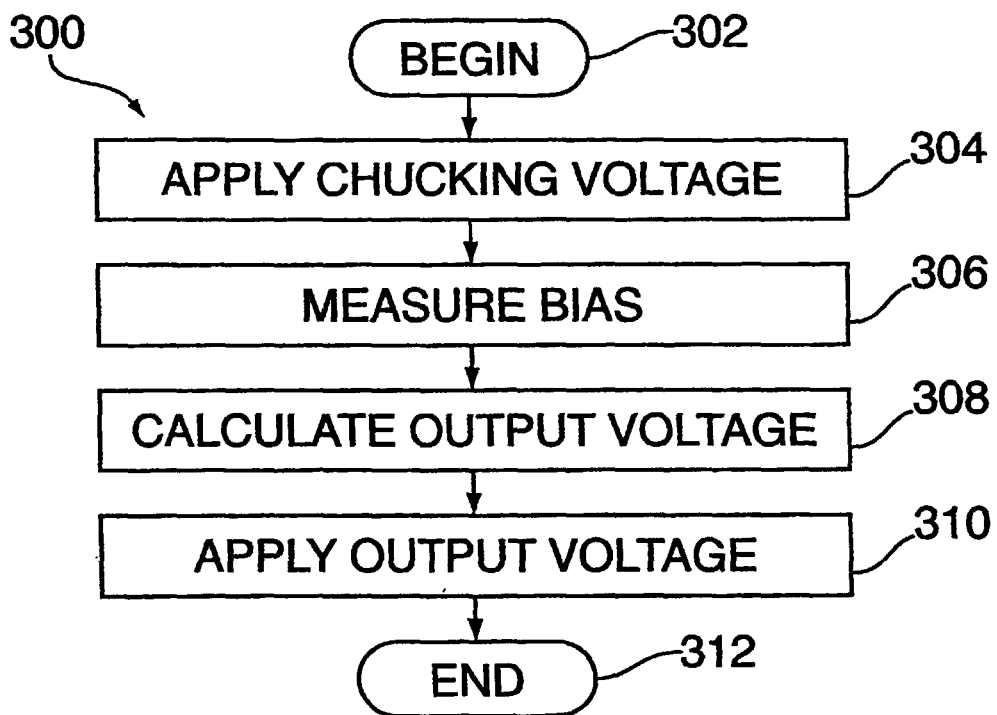 300
BEGIN
302
APPLY CHUCKING VOLTAGE
304
MEASURE BIAS
306
CALCULATE OUTPUT VOLTAGE
308
APPLY OUTPUT VOLTAGE
310
END
312